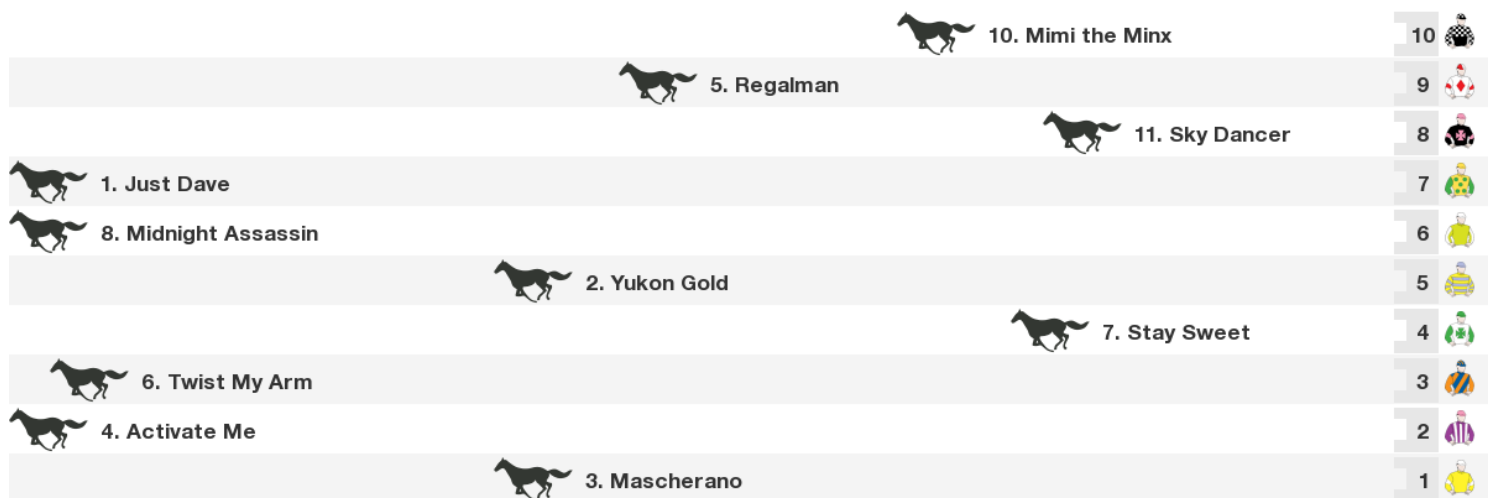 10. Mimi the Minx 10
5. Regalman 9
11. Sky Dancer 8
1. Just Dave 7
8. Midnight Assassin 6
2. Yukon Gold 5
7. Stay Sweet 4
6. Twist My Arm 3
4. Activate Me 2
3. Mascherano 1